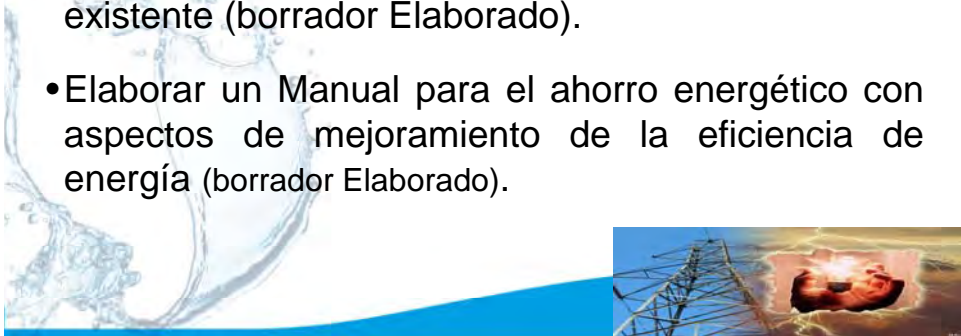 existente (borrador Elaborado).
•Elaborar un Manual para el ahorro energético con
aspectos de mejoramiento de la eficiencia de
energía (borrador Elaborado).